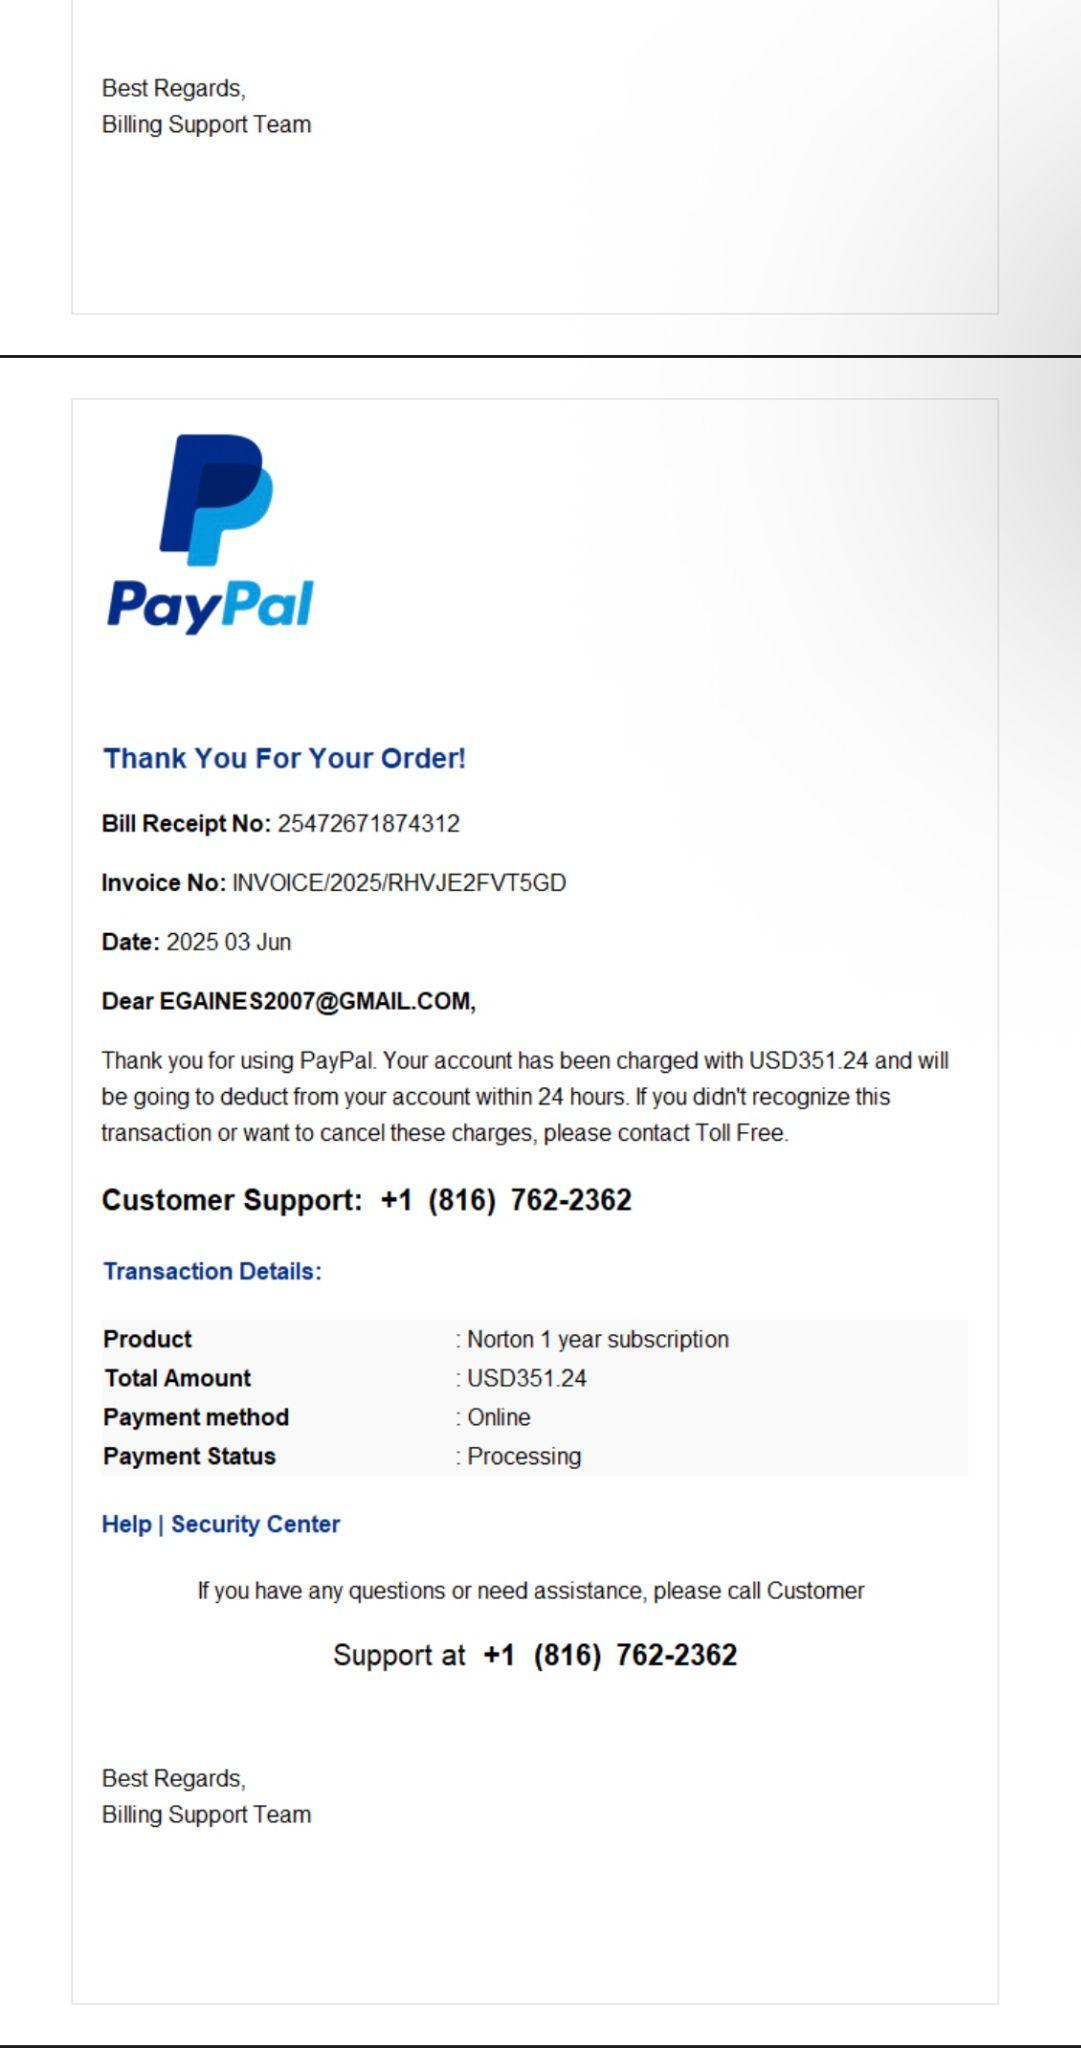 Best Regards,
Billing Support Team
PayPal
Thank You For Your Order!
Bill Receipt No: 25472671874312
Invoice No: INVOICE/2025/RHVJE2FVT5GD
Date: 2025 03 Jun
Dear EGAINES2007@GMAIL.COM,
Thank you for using PayPal. Your account has been charged with USD351.24 and will
be going to deduct from your account within 24 hours. If you didn't recognize this
transaction or want to cancel these charges, please contact Toll Free.
Customer Support: +1 (816) 762-2362
Transaction Details:
Product : Norton 1 year subscription
Total Amount : USD351.24
Payment method : Online
Payment Status : Processing
Help | Security Center
If you have any questions or need assistance, please call Customer
Support at +1 (816) 762-2362
Best Regards,
Billing Support Team